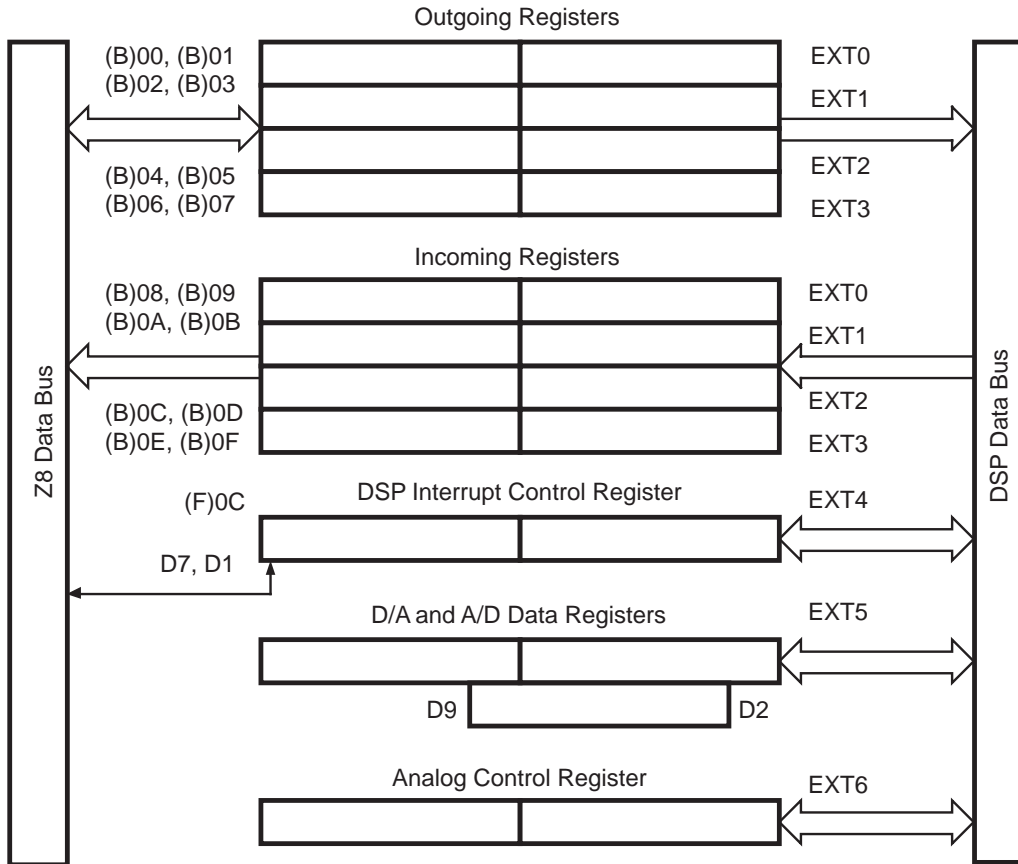 Outgoing Registers
(B)00, (B)01
(B)02, (B)03
(B)04, (B)05
(B)06, (B)07
EXT0
EXT1
EXT2
EXT3
Incoming Registers
(B)08, (B)09
(B)0A, (B)0B
(B)0C, (B)0D
(B)0E, (B)0F
EXT0
EXT1
EXT2
EXT3
Z8 Data Bus
DSP Data Bus
DSP Interrupt Control Register
(F)0C
EXT4
D7, D1
D/A and A/D Data Registers
EXT5
D9
D2
Analog Control Register
EXT6